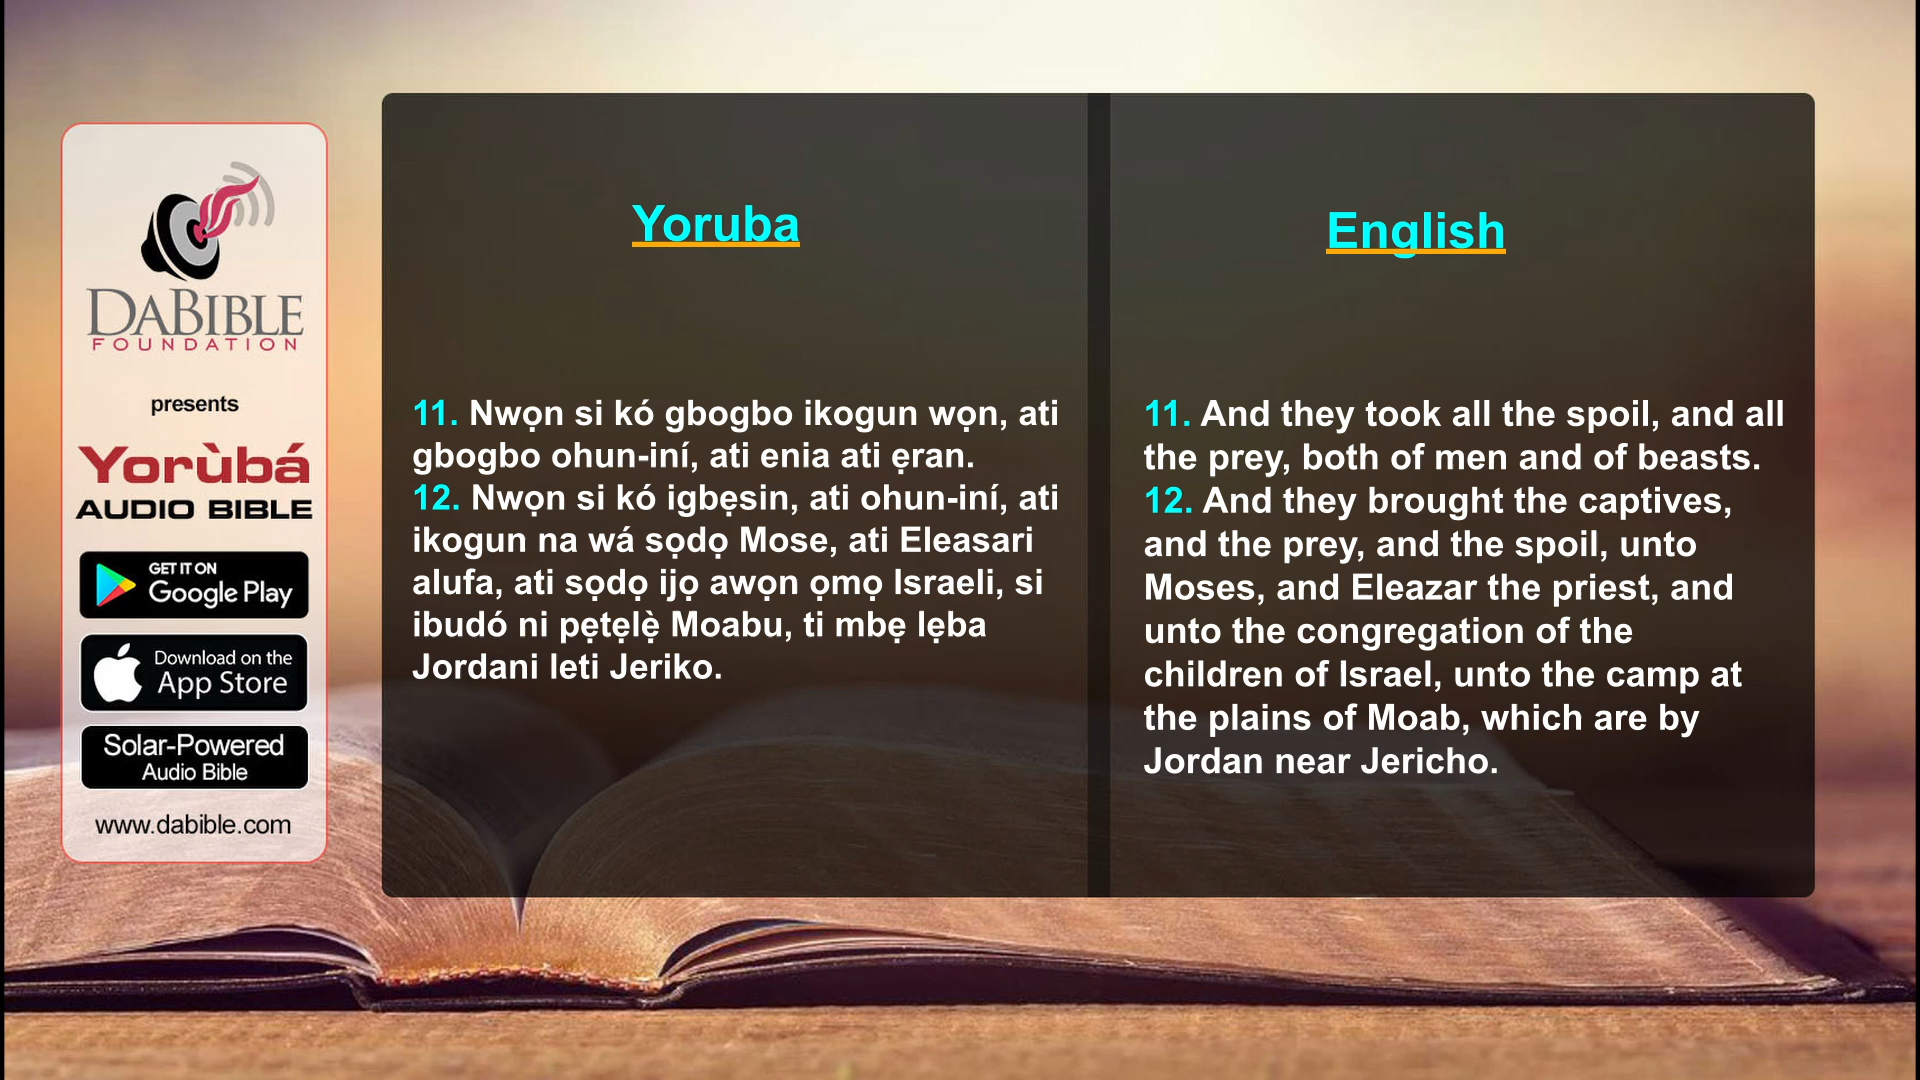 DABIBLE
FOUNDATION
presents
Yorùbá
AUDIO BIBLE
GET IT ON
Google Play
Download on the
App Store
Solar-Powered
Audio Bible
www.dabible.com
Yoruba
11. Nwọn si kó gbogbo ikogun wọn, ati
gbogbo ohun-iní, ati enia ati ẹran.
12. Nwọn si kó igbẹsin, ati ohun-iní, ati
ikogun na wá sọdọ Mose, ati Eleasari
alufa, ati sọdọ ijọ awọn ọmọ Israeli, si
ibudó ni pẹtẹlẹ̀ Moabu, ti mbẹ lẹba
Jordani leti Jeriko.
English
11. And they took all the spoil, and all
the prey, both of men and of beasts.
12. And they brought the captives,
and the prey, and the spoil, unto
Moses, and Eleazar the priest, and
unto the congregation of the
children of Israel, unto the camp at
the plains of Moab, which are by
Jordan near Jericho.